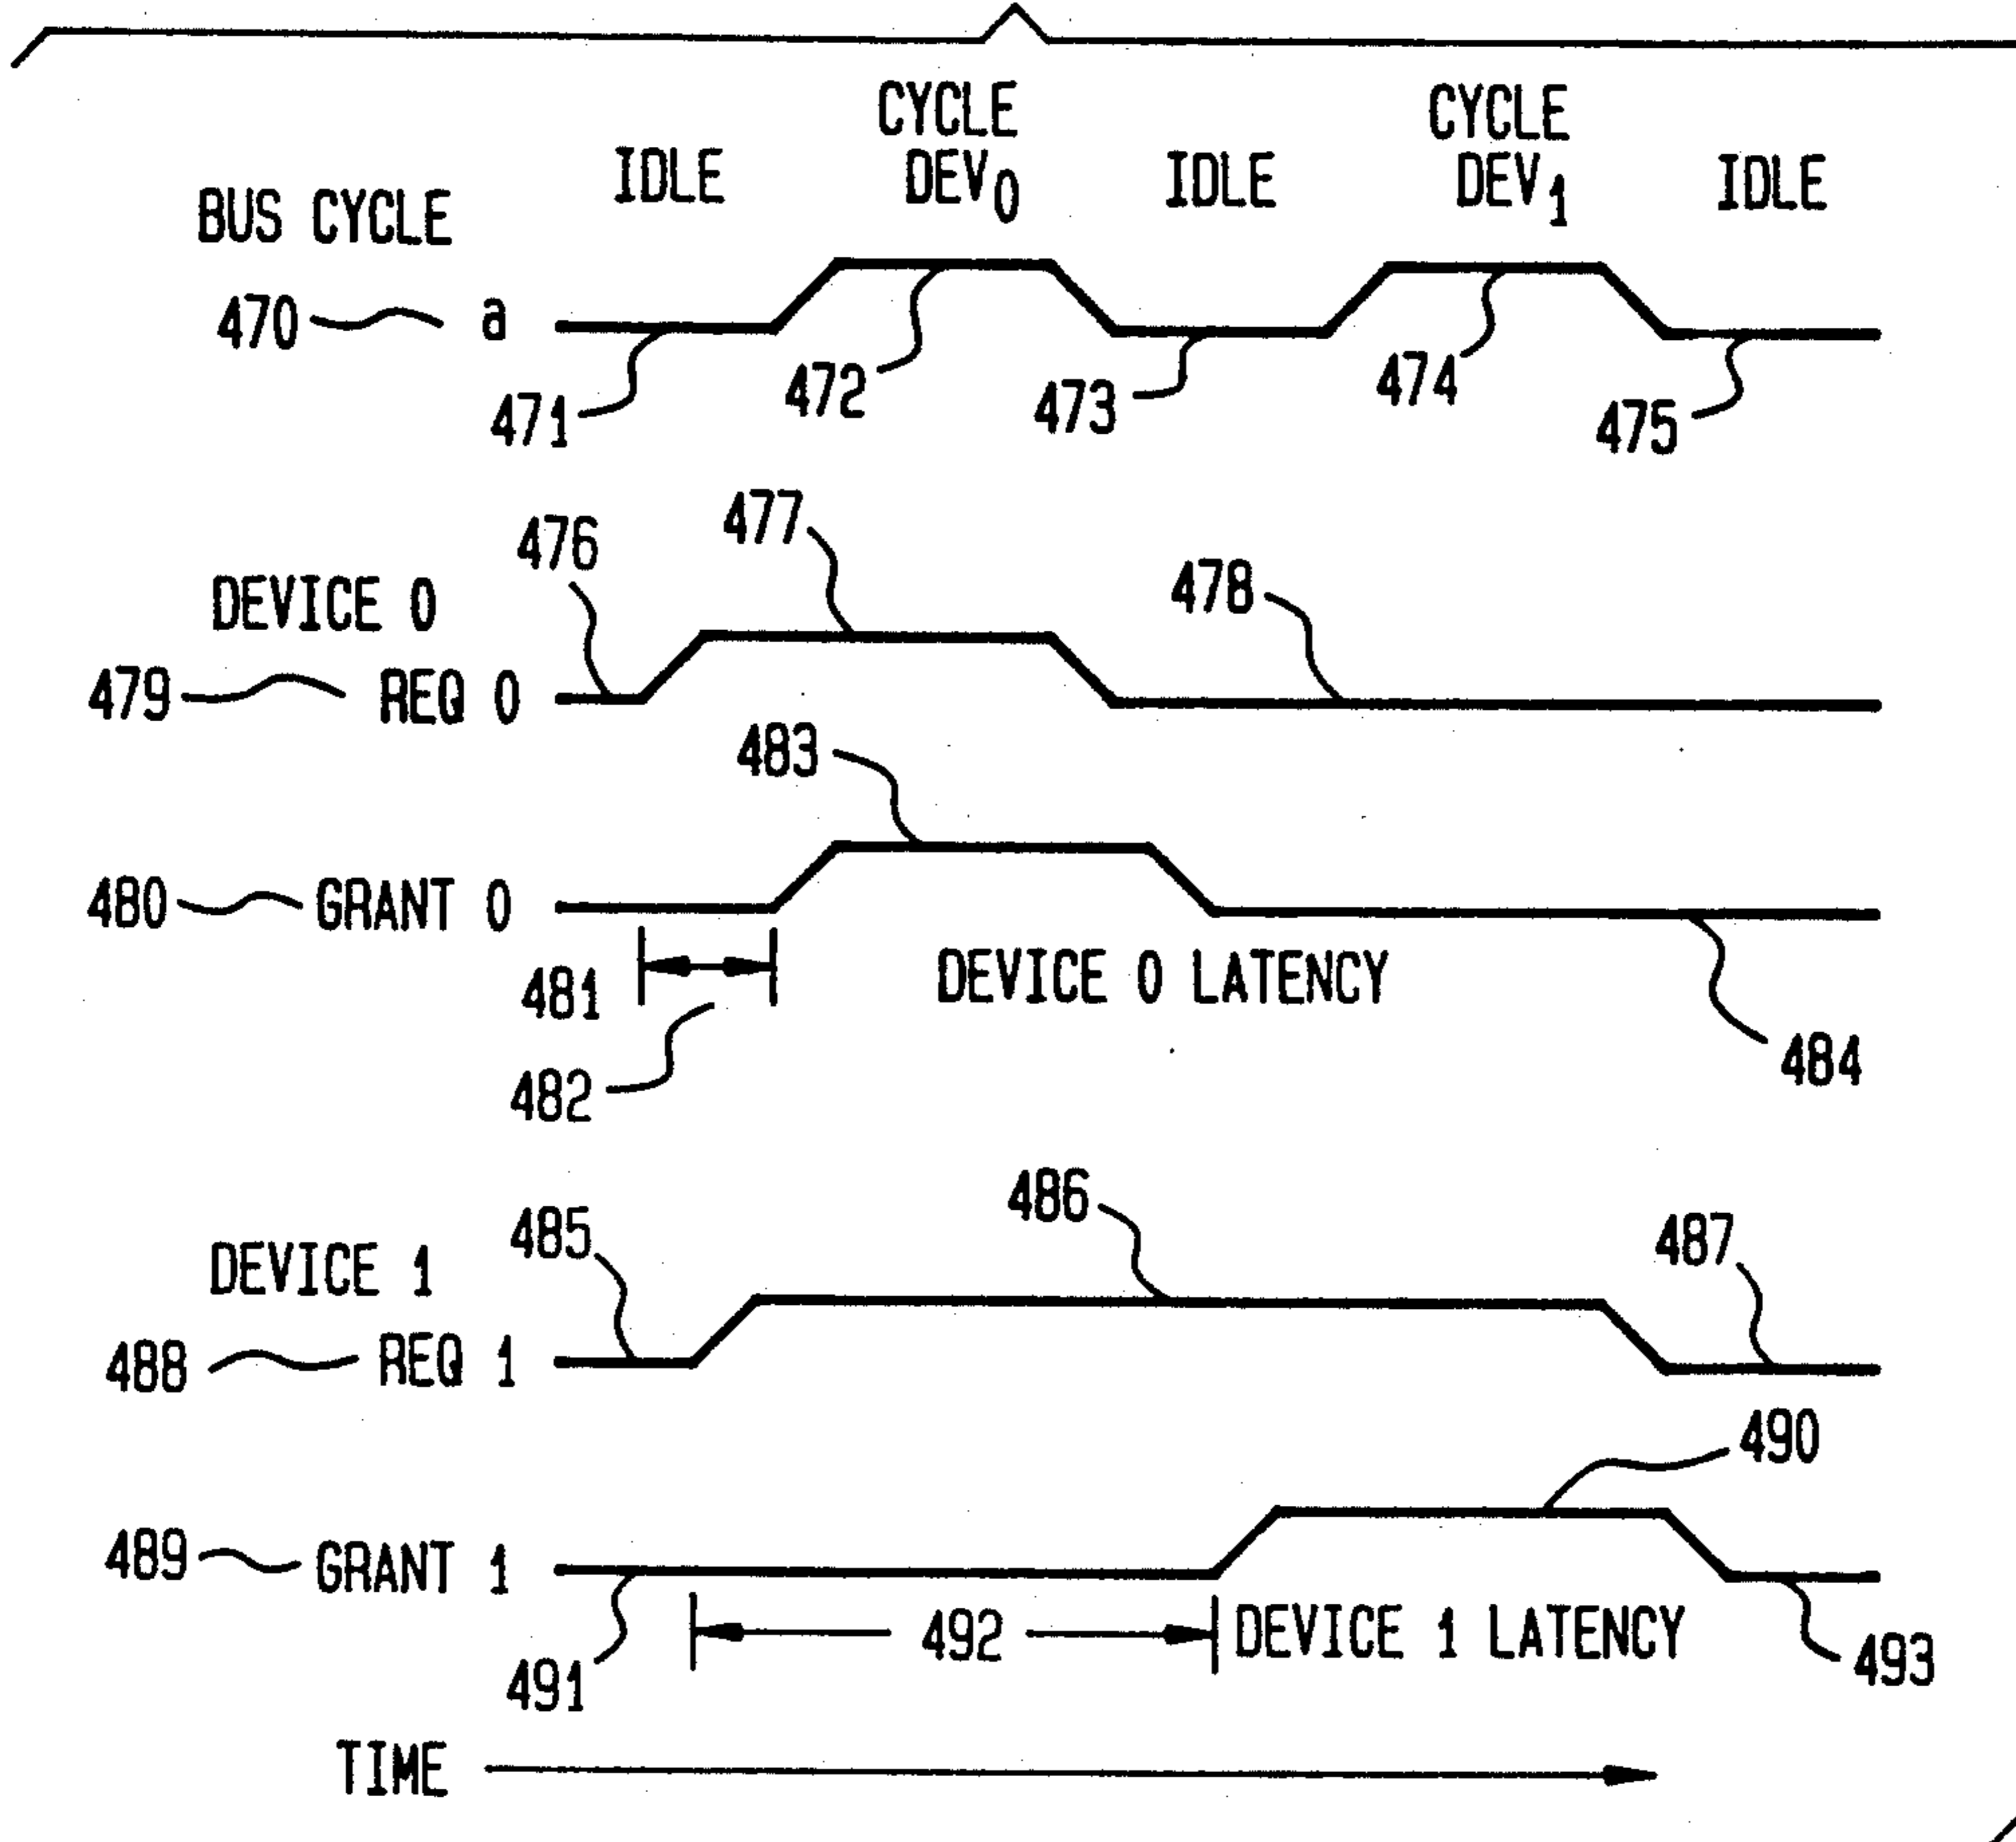 CYCLE CYCLE
IDLE DEV0 IDLE DEV1 IDLE
BUS CYCLE
470 a
471 472 473 474 475
476 477 478
DEVICE 0
479 REQ 0
483
480 GRANT 0
481 DEVICE 0 LATENCY
482 484
485 486 487
DEVICE 1
488 REQ 1
490
489 GRANT 1
491 492 DEVICE 1 LATENCY 493
TIME